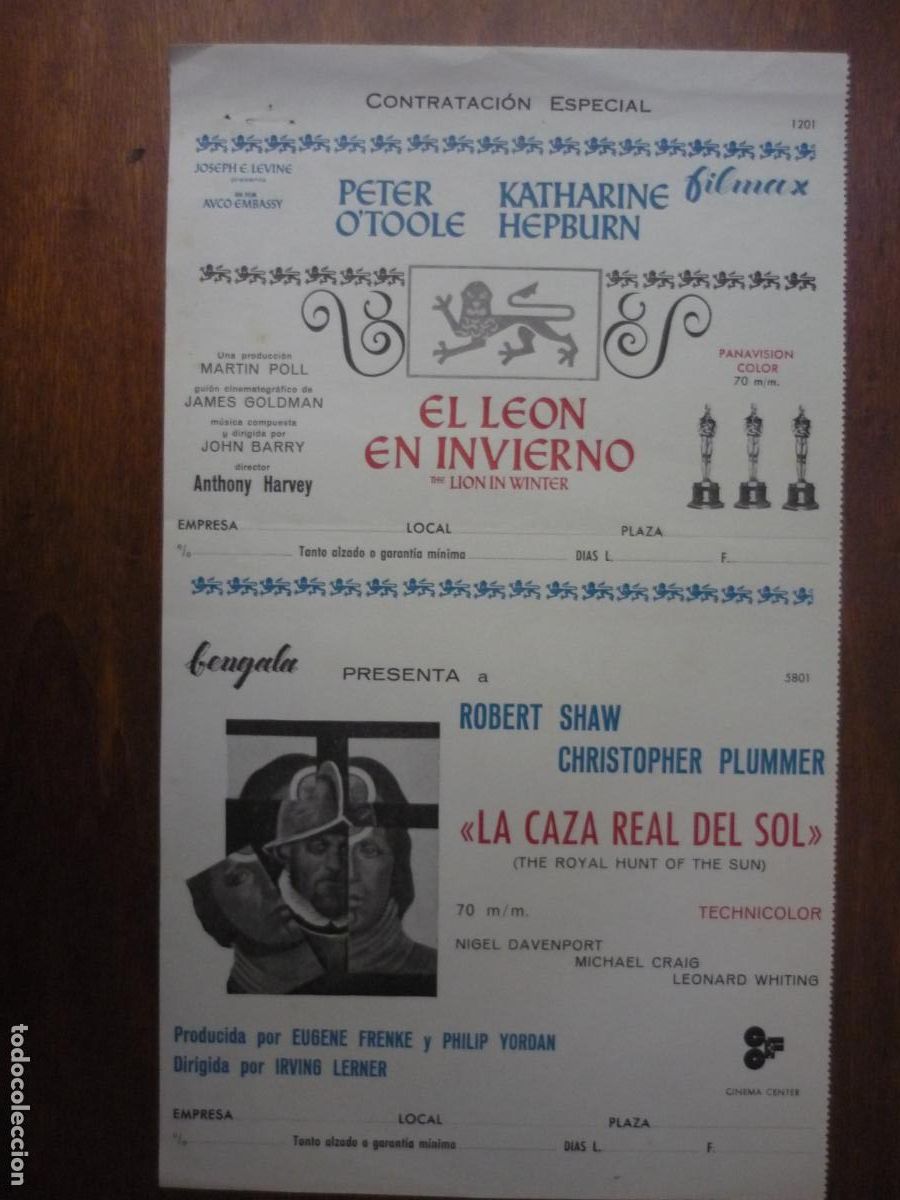 CONTRATACIÓN ESPECIAL
1201
JOSEPH E. LEVINE
presenta
AVCO EMBASSY
PETER
O'TOOLE
KATHARINE
HEPBURN
filmax
Una producción
MARTIN POLL
guión cinematográfico de
JAMES GOLDMAN
música compuesta
y dirigida por
JOHN BARRY
director
Anthony Harvey
PANAVISION
COLOR
70 m/m.
EL LEON
EN INVIERNO
THE LION IN WINTER
EMPRESA LOCAL PLAZA
% Tanto alzado o garantía mínima DIAS L. F.
bengala
PRESENTA a
5801
ROBERT SHAW
CHRISTOPHER PLUMMER
«LA CAZA REAL DEL SOL»
(THE ROYAL HUNT OF THE SUN)
70 m/m.
TECHNICOLOR
NIGEL DAVENPORT
MICHAEL CRAIG
LEONARD WHITING
Producida por EUGENE FRENKE y PHILIP YORDAN
Dirigida por IRVING LERNER
CINEMA CENTER
EMPRESA LOCAL PLAZA
% Tanto alzado o garantía mínima DIAS L. F.
todocoleccion